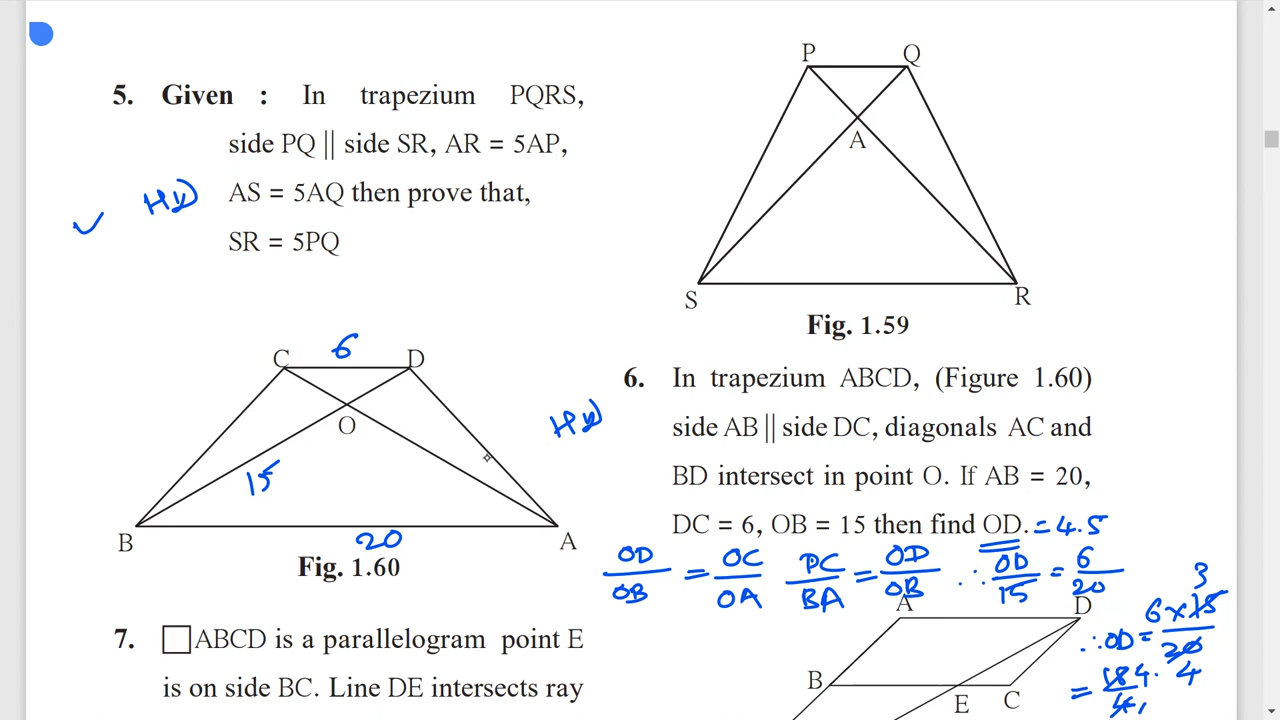 5. Given : In trapezium PQRS,
side PQ || side SR, AR = 5AP,
AS = 5AQ then prove that,
SR = 5PQ
P Q
A
S R
Fig. 1.59
C 6 D
O
15
B 20 A
Fig. 1.60
6. In trapezium ABCD, (Figure 1.60)
side AB || side DC, diagonals AC and
BD intersect in point O. If AB = 20,
DC = 6, OB = 15 then find OD. = 4.5
OD/OB = OC/OA DC/BA = OD/OB ∴ OD/15 = 6/20
∴ OD = 6 × 15/20 3
4
7. □ABCD is a parallelogram point E
is on side BC. Line DE intersects ray
A D
B E C